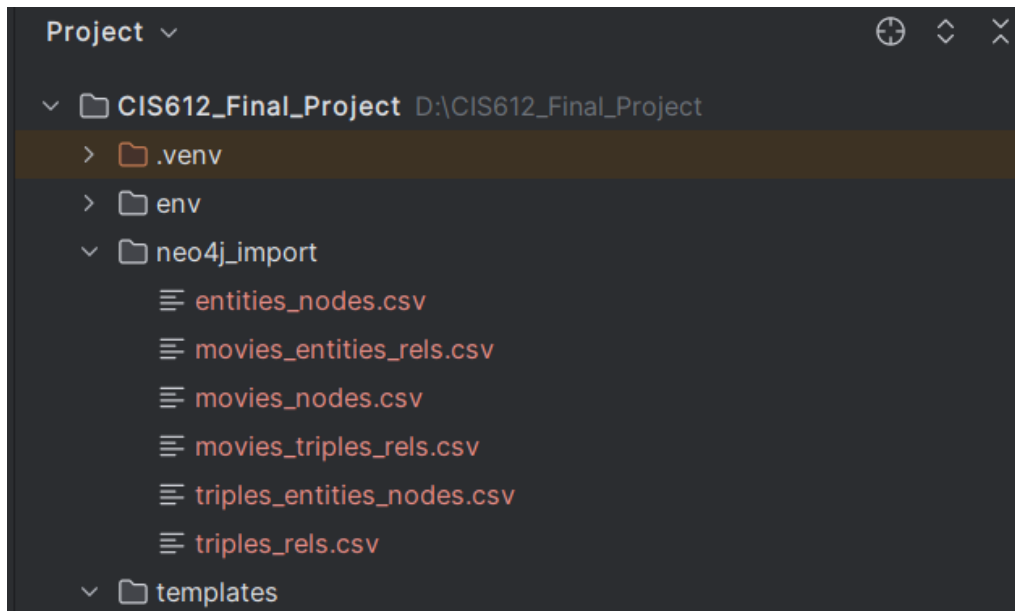 Project
CIS612_Final_Project D:\CIS612_Final_Project
.venv
env
neo4j_import
entities_nodes.csv
movies_entities_rels.csv
movies_nodes.csv
movies_triples_rels.csv
triples_entities_nodes.csv
triples_rels.csv
templates